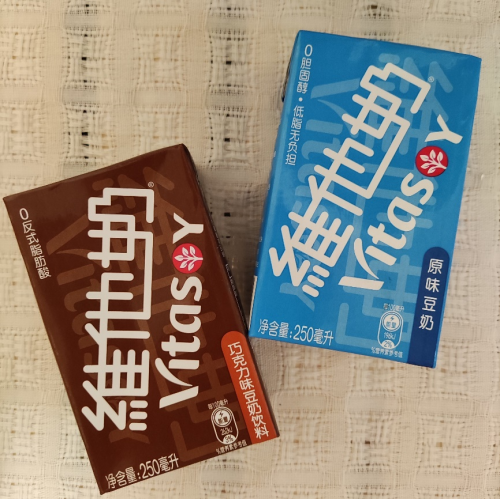 0胆固醇·低脂无负担
維他奶
Vitasoy
原味豆奶
净含量:250毫升
0反式脂肪酸
維他奶®
Vitasoy
巧克力味豆奶饮料
净含量:250毫升